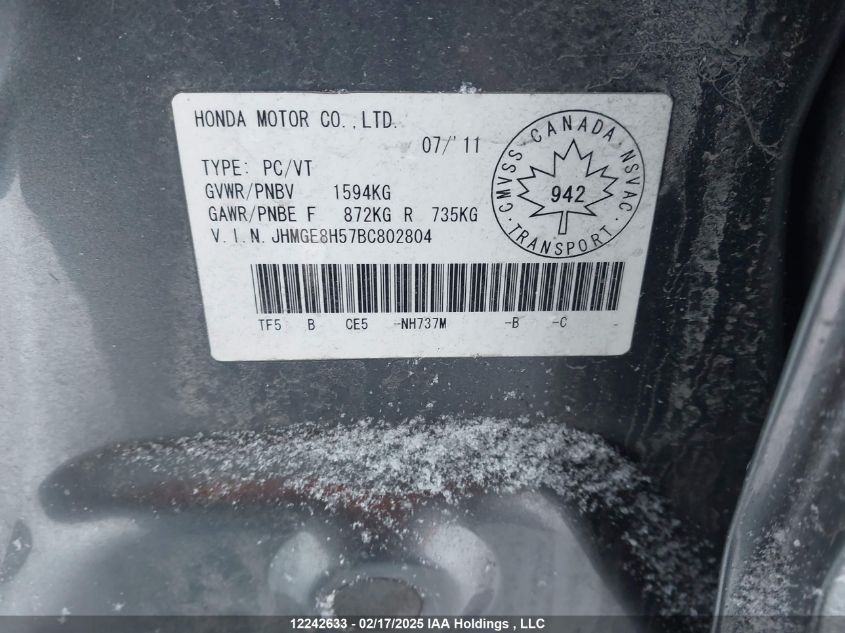 HONDA MOTOR CO.,LTD.
07/'11
TYPE: PC/VT
GVWR/PNBV 1594KG
GAWR/PNBE F 872KG R 735KG
V.I.N. JHMGE8H57BC802804
CMVSS · CANADA · NSVAC · TRANSPORT ·
942
TF5 B CE5 -NH737M -B -C -
12242633 - 02/17/2025 IAA Holdings , LLC